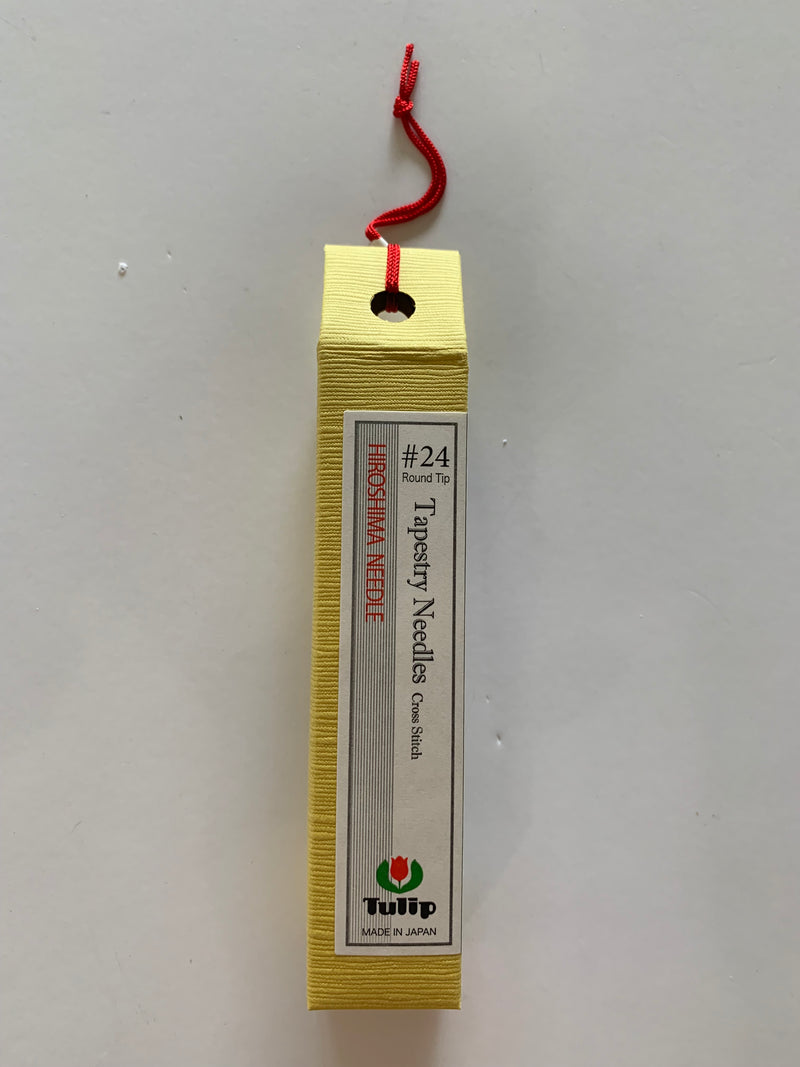 #24
Round Tip
Tapestry Needles Cross Stitch
HIROSHIMA NEEDLE
Tulip
MADE IN JAPAN